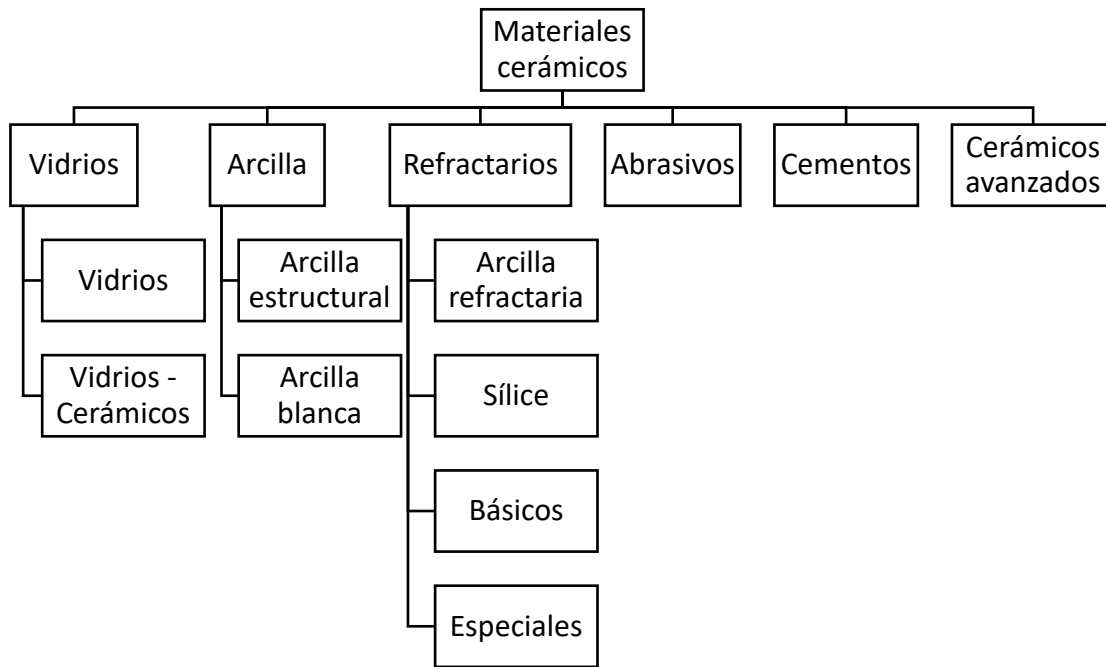 Materiales
cerámicos
Vidrios
Arcilla
Refractarios
Abrasivos
Cementos
Cerámicos
avanzados
Vidrios
Vidrios -
Cerámicos
Arcilla
estructural
Arcilla
blanca
Arcilla
refractaria
Sílice
Básicos
Especiales